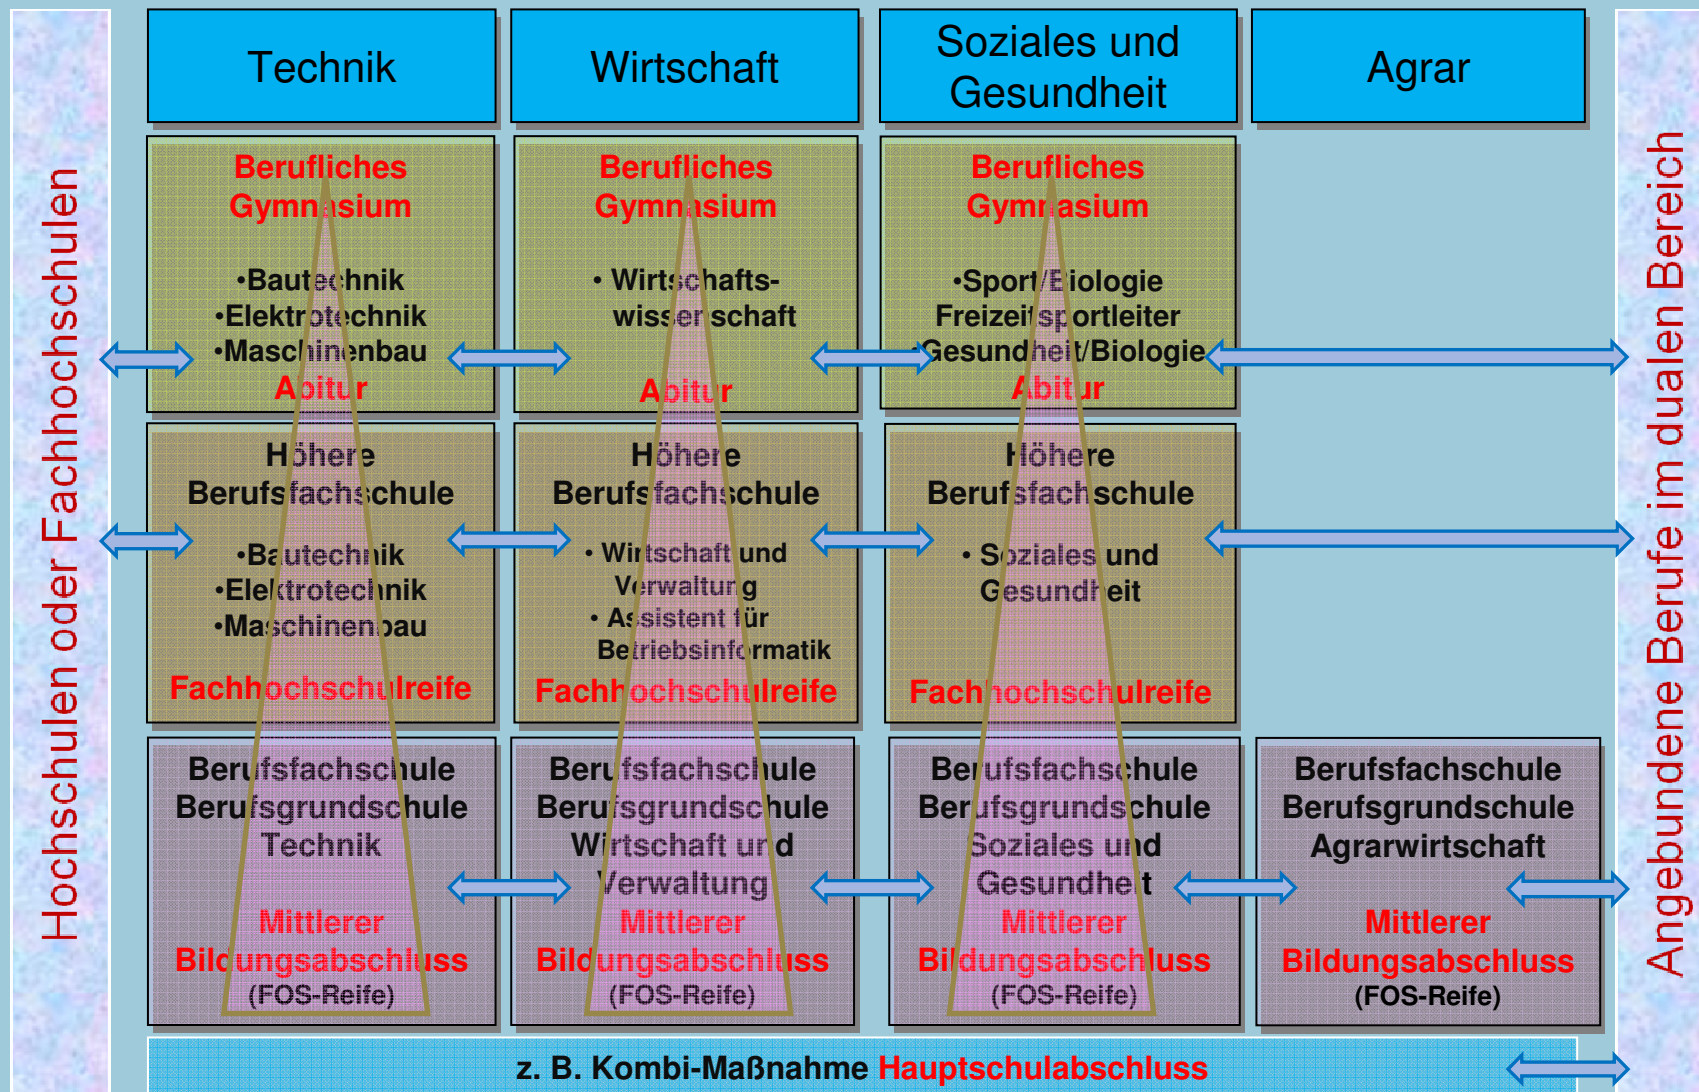 Hochschulen oder Fachhochschulen
Technik
Wirtschaft
Soziales und
Gesundheit
Agrar
Berufliches
Gymnasium
•Bautechnik
•Elektrotechnik
•Maschinenbau
Abitur
Berufliches
Gymnasium
• Wirtschafts-
wissenschaft
Abitur
Berufliches
Gymnasium
•Sport/Biologie
Freizeitsportleiter
•Gesundheit/Biologie
Abitur
Höhere
Berufsfachschule
•Bautechnik
•Elektrotechnik
•Maschinenbau
Fachhochschulreife
Höhere
Berufsfachschule
• Wirtschaft und
Verwaltung
• Assistent für
Betriebsinformatik
Fachhochschulreife
Höhere
Berufsfachschule
• Soziales und
Gesundheit
Fachhochschulreife
Berufsfachschule
Berufsgrundschule
Technik
Mittlerer
Bildungsabschluss
(FOS-Reife)
Berufsfachschule
Berufsgrundschule
Wirtschaft und
Verwaltung
Mittlerer
Bildungsabschluss
(FOS-Reife)
Berufsfachschule
Berufsgrundschule
Soziales und
Gesundheit
Mittlerer
Bildungsabschluss
(FOS-Reife)
Berufsfachschule
Berufsgrundschule
Agrarwirtschaft
Mittlerer
Bildungsabschluss
(FOS-Reife)
z. B. Kombi-Maßnahme Hauptschulabschluss
Angebundene Berufe im dualen Bereich